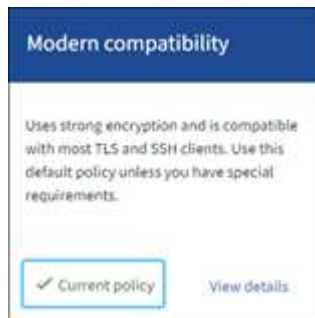 Modern compatibility
Uses strong encryption and is compatible
with most TLS and SSH clients. Use this
default policy unless you have special
requirements.
✓ Current policy
View details